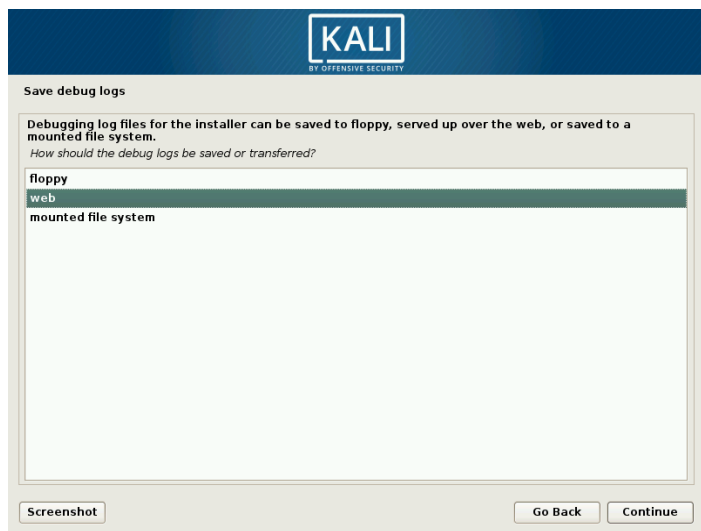 KALI
BY OFFENSIVE SECURITY
Save debug logs
Debugging log files for the installer can be saved to floppy, served up over the web, or saved to a
mounted file system.
How should the debug logs be saved or transferred?
floppy
web
mounted file system
Screenshot
Go Back
Continue